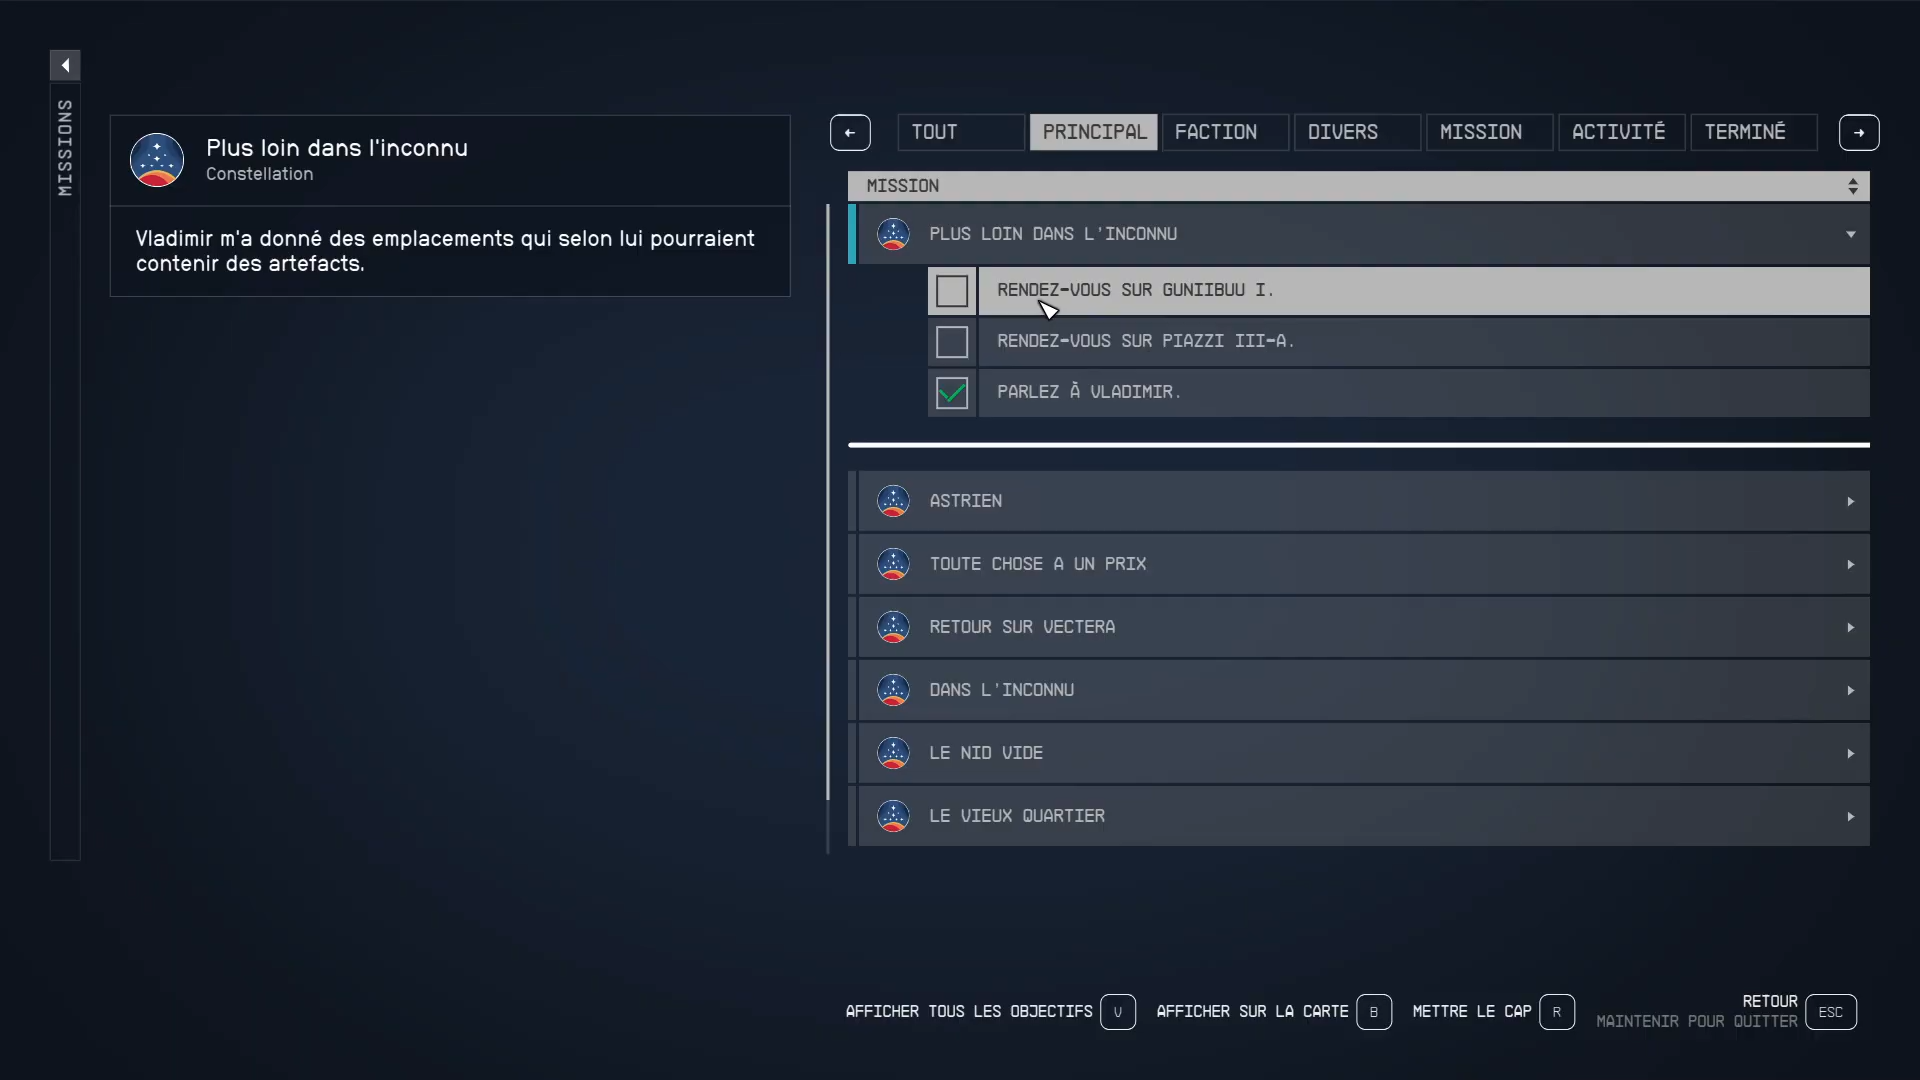 MISSIONS
Plus loin dans l'inconnu
Constellation
Vladimir m'a donné des emplacements qui selon lui pourraient
contenir des artefacts.
TOUT
PRINCIPAL
FACTION
DIVERS
MISSION
ACTIVITÉ
TERMINÉ
MISSION
PLUS LOIN DANS L'INCONNU
RENDEZ-VOUS SUR GUNIIBUU I.
RENDEZ-VOUS SUR PIAZZI III-A.
PARLEZ À VLADIMIR.
ASTRIEN
TOUTE CHOSE A UN PRIX
RETOUR SUR VECTERA
DANS L'INCONNU
LE NID VIDE
LE VIEUX QUARTIER
AFFICHER TOUS LES OBJECTIFS V
AFFICHER SUR LA CARTE B
METTRE LE CAP R
RETOUR
MAINTENIR POUR QUITTER
ESC